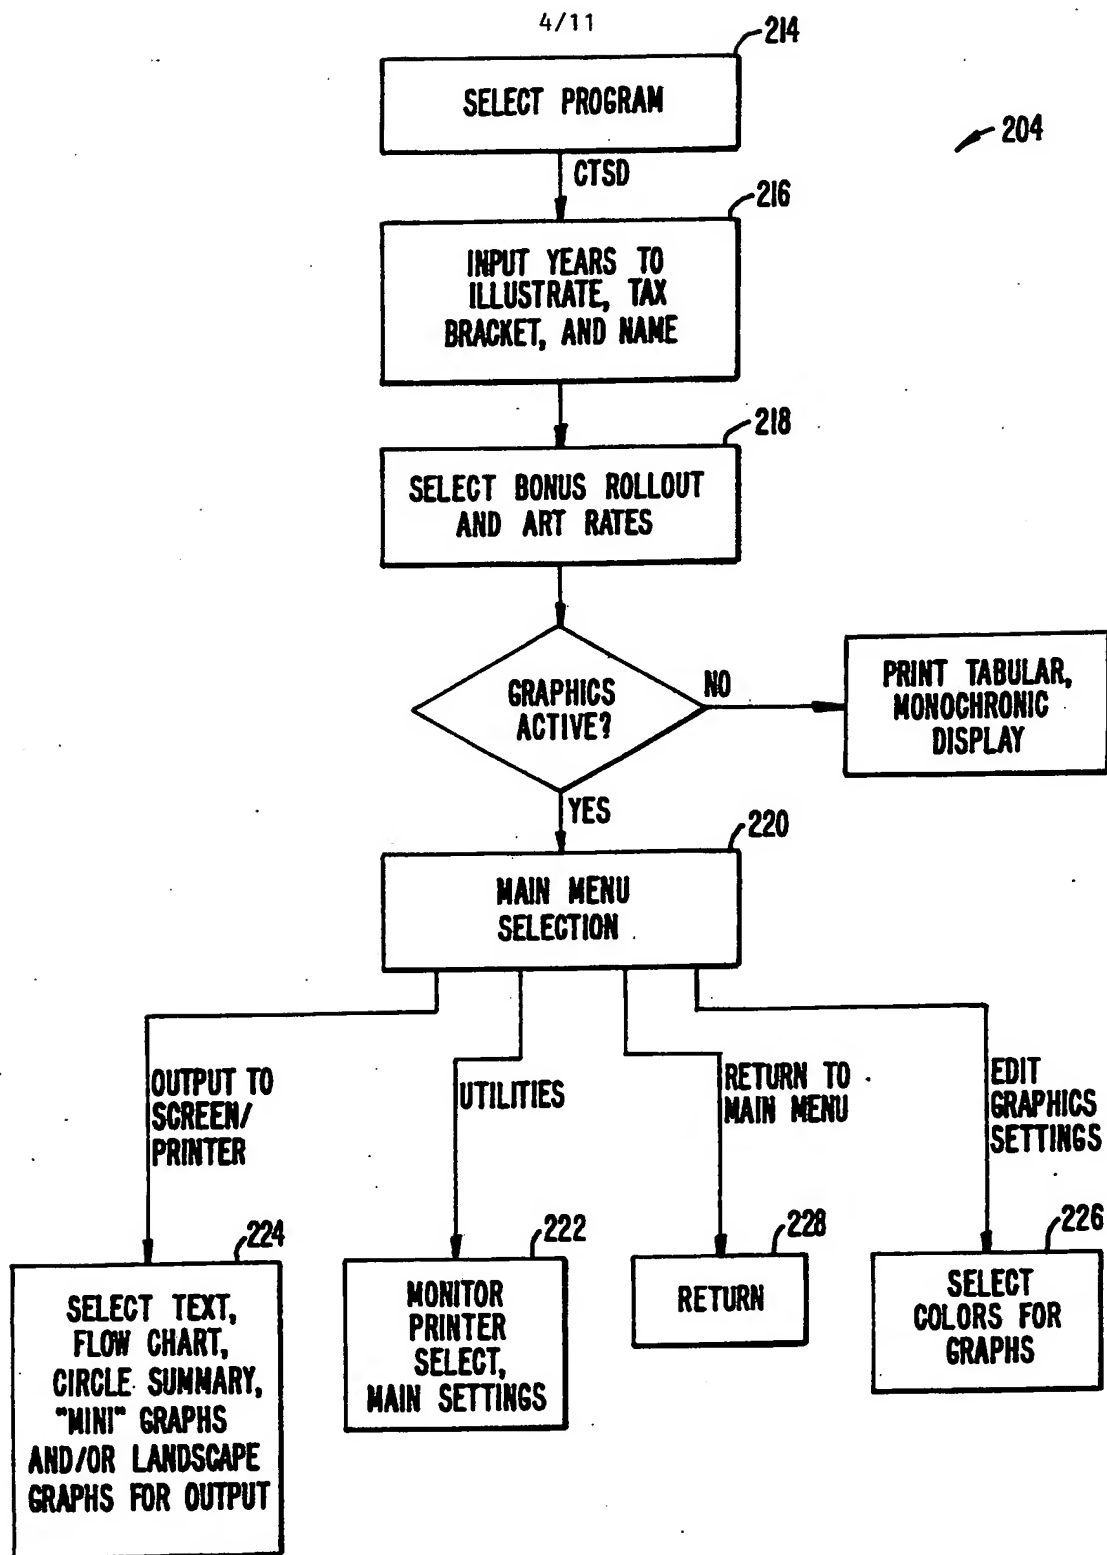 4/11
214
SELECT PROGRAM
204
CTSD
216
INPUT YEARS TO
ILLUSTRATE, TAX
BRACKET, AND NAME
218
SELECT BONUS ROLLOUT
AND ART RATES
GRAPHICS
ACTIVE?
NO
PRINT TABULAR,
MONOCHRONIC
DISPLAY
YES
220
MAIN MENU
SELECTION
OUTPUT TO
SCREEN/
PRINTER
UTILITIES
RETURN TO
MAIN MENU
EDIT
GRAPHICS
SETTINGS
224
SELECT TEXT,
FLOW CHART,
CIRCLE SUMMARY,
"MINI" GRAPHS
AND/OR LANDSCAPE
GRAPHS FOR OUTPUT
222
MONITOR
PRINTER
SELECT,
MAIN SETTINGS
228
RETURN
226
SELECT
COLORS FOR
GRAPHS